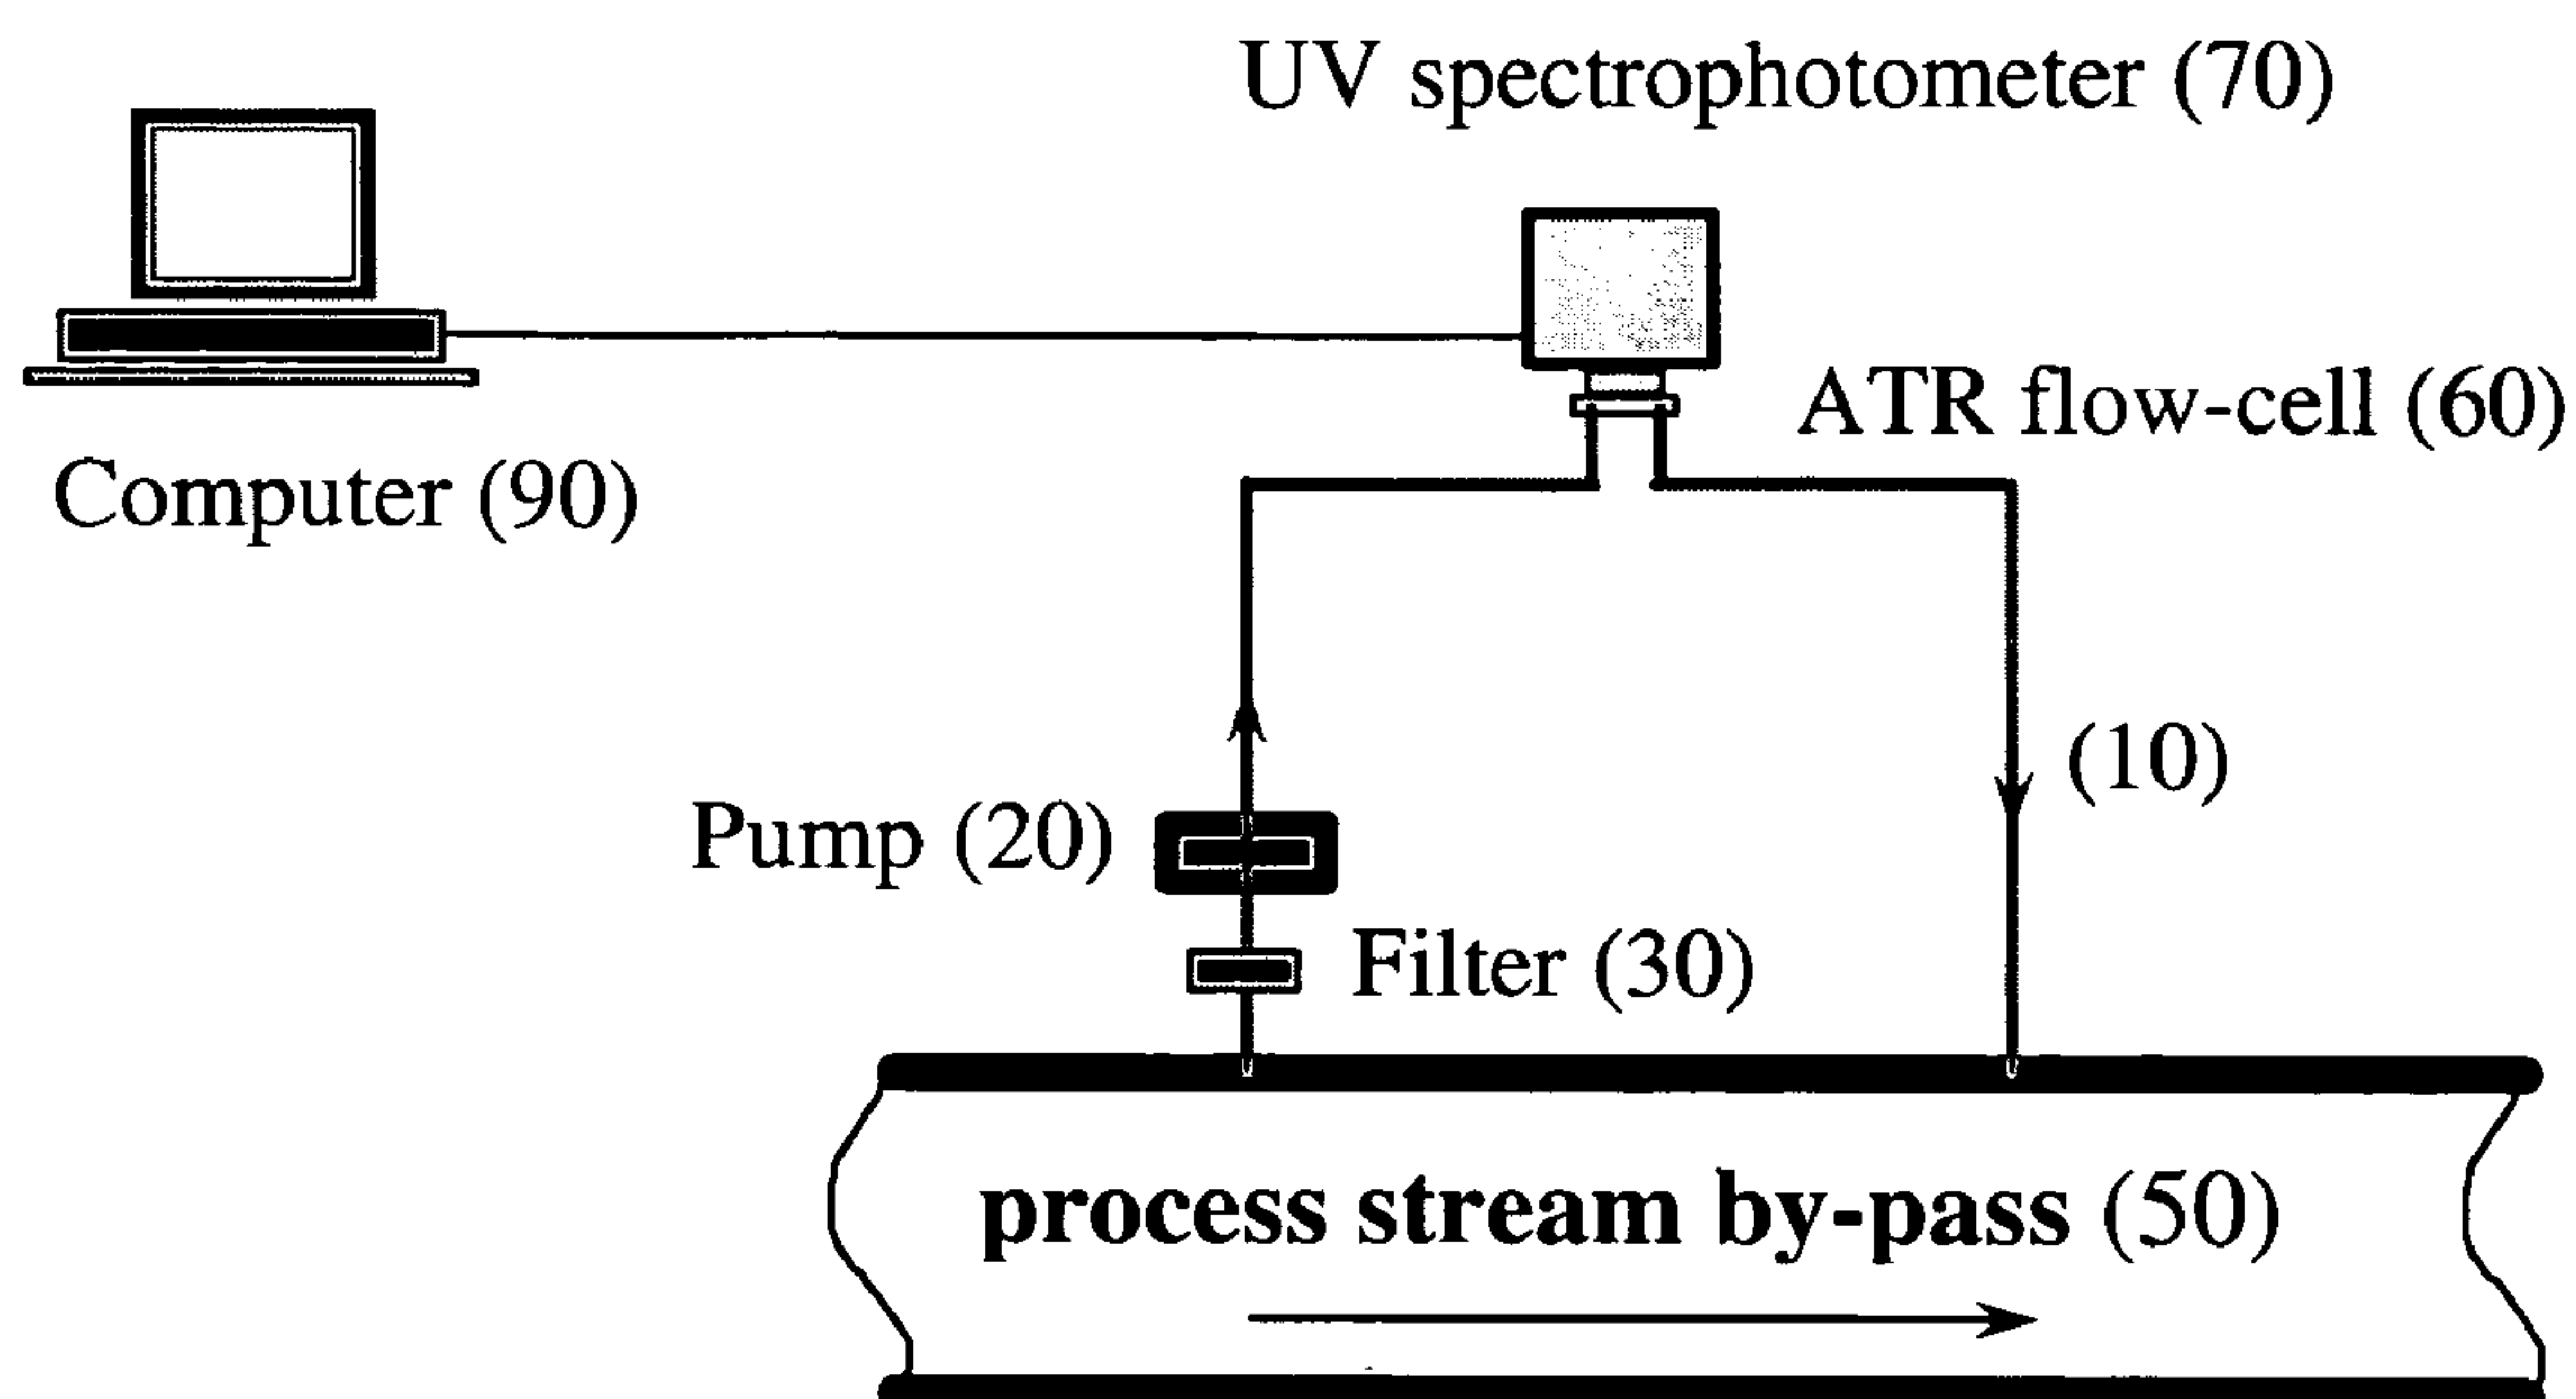 UV spectrophotometer (70)
ATR flow-cell (60)
Computer (90)
(10)
Pump (20)
Filter (30)
process stream by-pass (50)